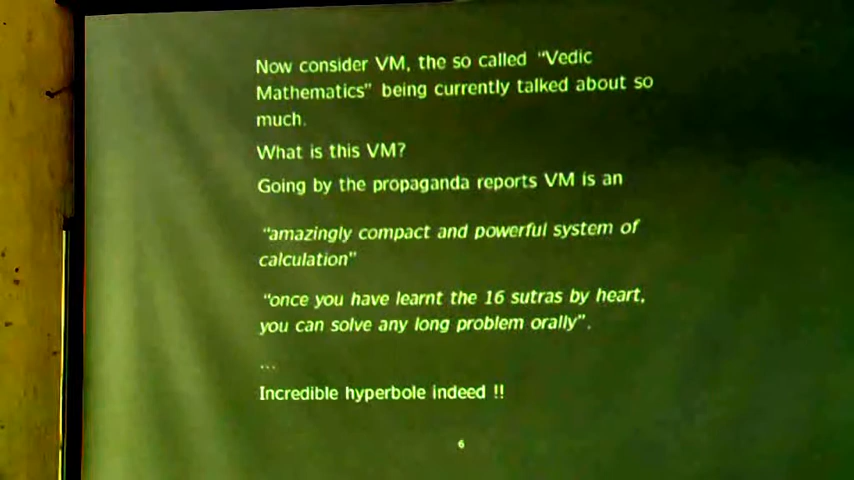 Now consider VM, the so called "Vedic
Mathematics" being currently talked about so
much.
What is this VM?
Going by the propaganda reports VM is an
"amazingly compact and powerful system of
calculation"
"once you have learnt the 16 sutras by heart,
you can solve any long problem orally".
...
Incredible hyperbole indeed !!
6